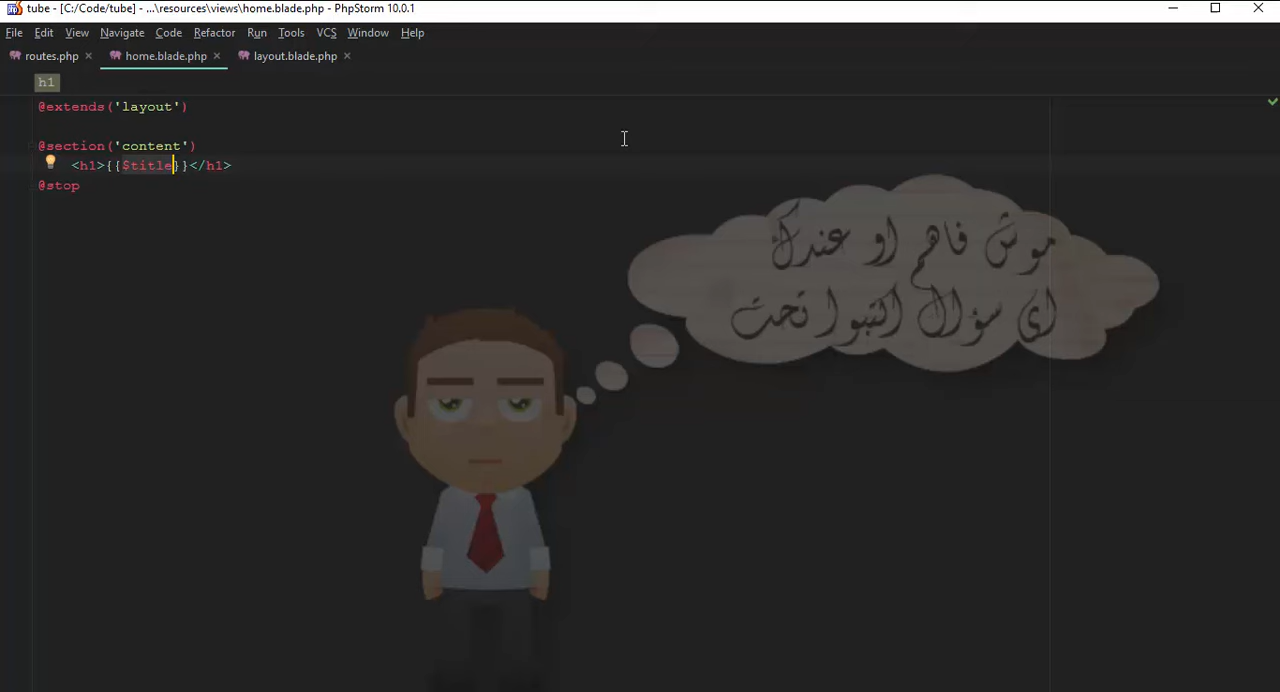 tube - [C:/Code/tube] - ...\resources\views\home.blade.php - PhpStorm 10.0.1
File Edit View Navigate Code Refactor Run Tools VCS Window Help
routes.php home.blade.php layout.blade.php
h1
@extends('layout')
@section('content')
<h1>{{$title}}</h1>
@stop
موش فاهم او عندك
اي سؤال اكتبوا تحت